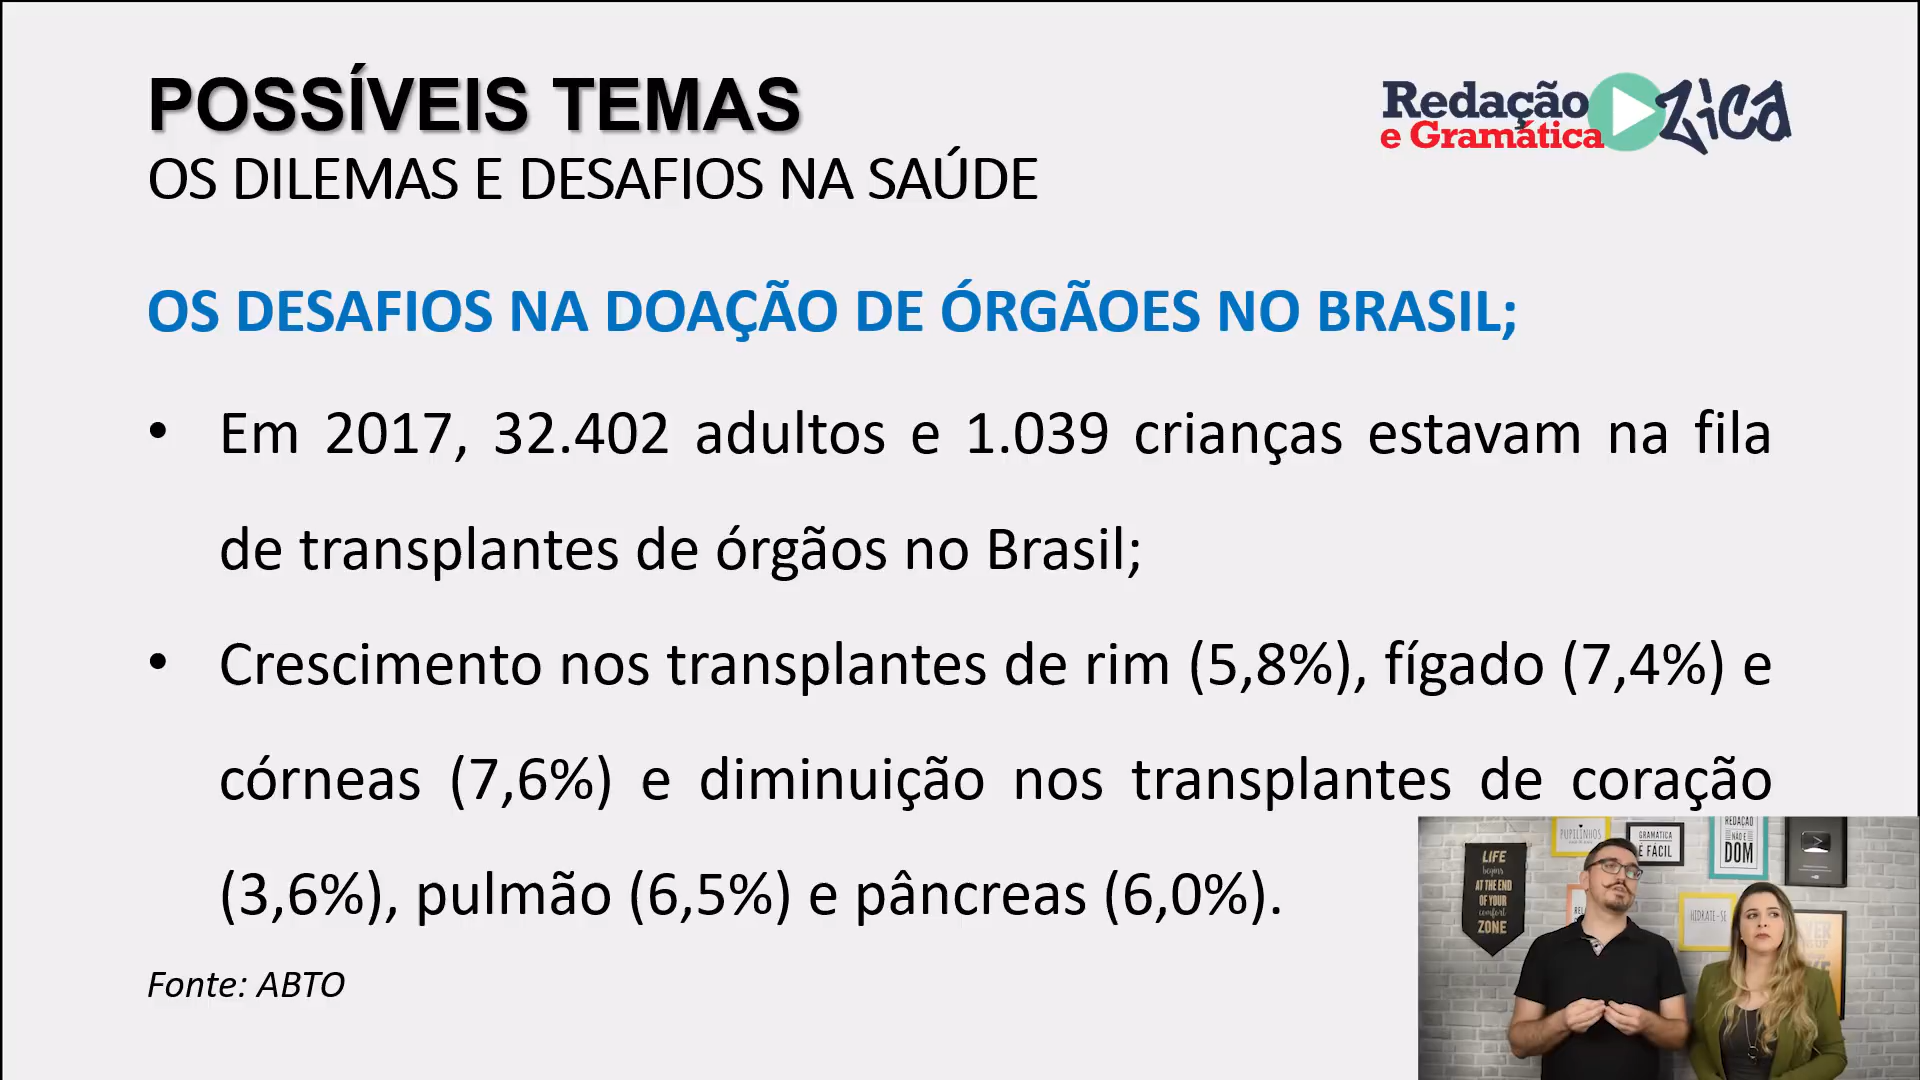 POSSÍVEIS TEMAS
OS DILEMAS E DESAFIOS NA SAÚDE
Redação
e Gramática
Zica
OS DESAFIOS NA DOAÇÃO DE ÓRGÃOES NO BRASIL;
• Em 2017, 32.402 adultos e 1.039 crianças estavam na fila
de transplantes de órgãos no Brasil;
• Crescimento nos transplantes de rim (5,8%), fígado (7,4%) e
córneas (7,6%) e diminuição nos transplantes de coração
(3,6%), pulmão (6,5%) e pâncreas (6,0%).
Fonte: ABTO
LIFE
begins
AT THE END
OF YOUR
comfort
ZONE
PUPILINHOS
GRAMÁTICA
É FÁCIL
REDAÇÃO
NÃO É
DOM
HIDRATE-SE